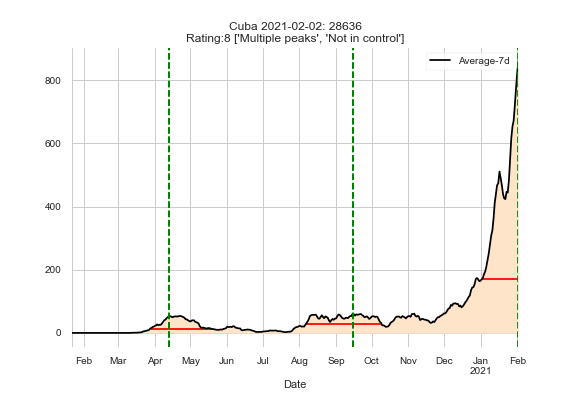 Cuba 2021-02-02: 28636
Rating:8 ['Multiple peaks', 'Not in control']
Average-7d
800
600
400
200
0
Feb Mar Apr May Jun Jul Aug Sep Oct Nov Dec Jan Feb
2021
Date